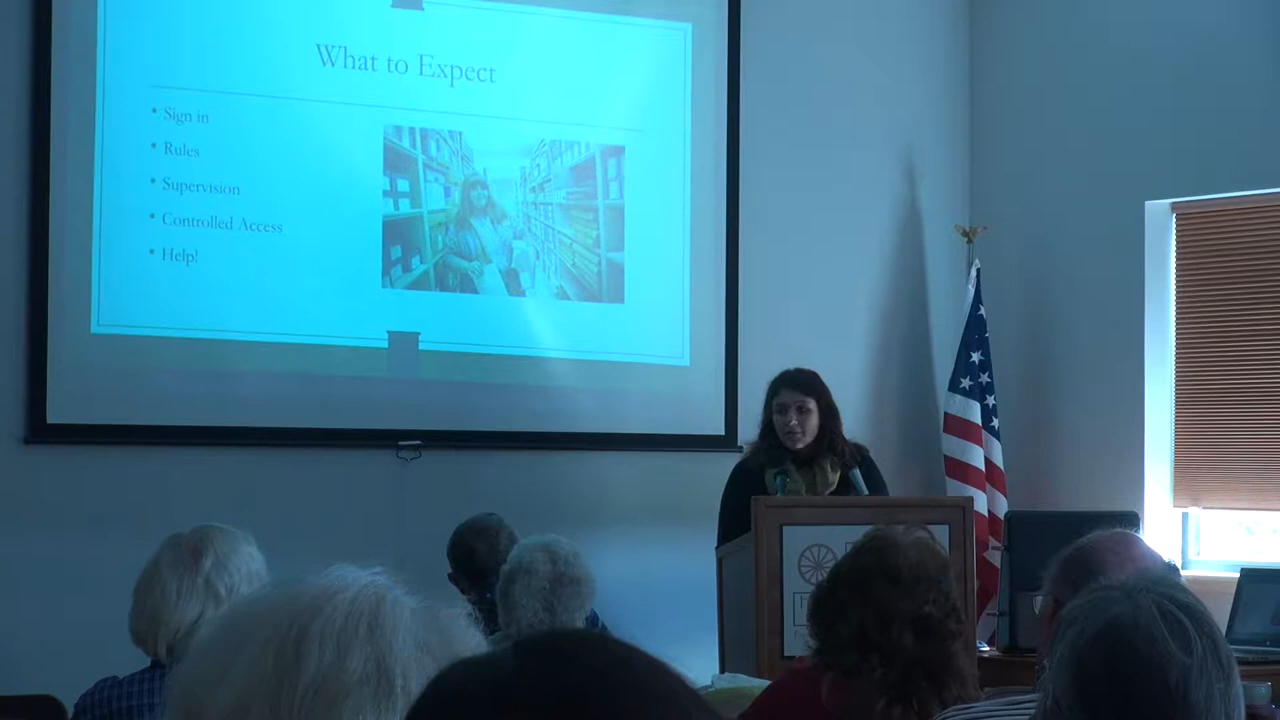 What to Expect
• Sign in
• Rules
• Supervision
• Controlled Access
• Help!